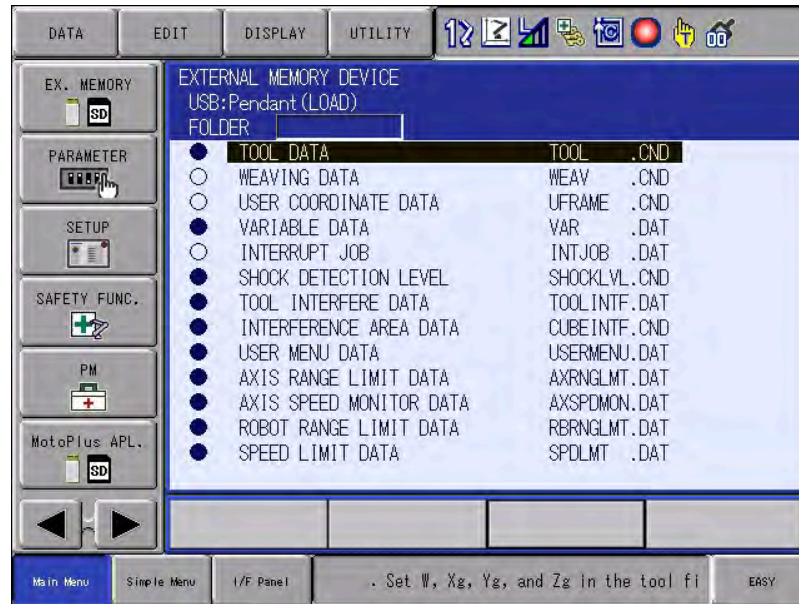 DATA EDIT DISPLAY UTILITY
EX. MEMORY
SD
PARAMETER
SETUP
SAFETY FUNC.
PM
MotoPlus APL.
SD
EXTERNAL MEMORY DEVICE
USB:Pendant(LOAD)
FOLDER
TOOL DATA TOOL .CND
WEAVING DATA WEAV .CND
USER COORDINATE DATA UFRAME .CND
VARIABLE DATA VAR .DAT
INTERRUPT JOB INTJOB .DAT
SHOCK DETECTION LEVEL SHOCKLVL.CND
TOOL INTERFERE DATA TOOLINTF.DAT
INTERFERENCE AREA DATA CUBEINTF.CND
USER MENU DATA USERMENU.DAT
AXIS RANGE LIMIT DATA AXRNGLMT.DAT
AXIS SPEED MONITOR DATA AXSPDMON.DAT
ROBOT RANGE LIMIT DATA RBRNGLMT.DAT
SPEED LIMIT DATA SPDLMT .DAT
Main Menu Simple Menu I/F Panel . Set W, Xg, Yg, and Zg in the tool fi EASY